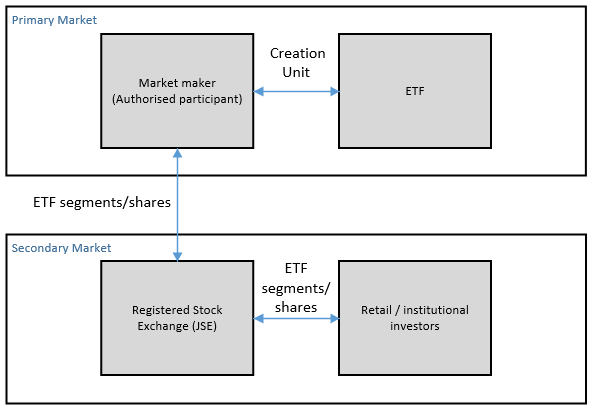 Primary Market
Market maker
(Authorised participant)
Creation
Unit
ETF
ETF segments/shares
Secondary Market
Registered Stock
Exchange (JSE)
ETF
segments/
shares
Retail / institutional
investors